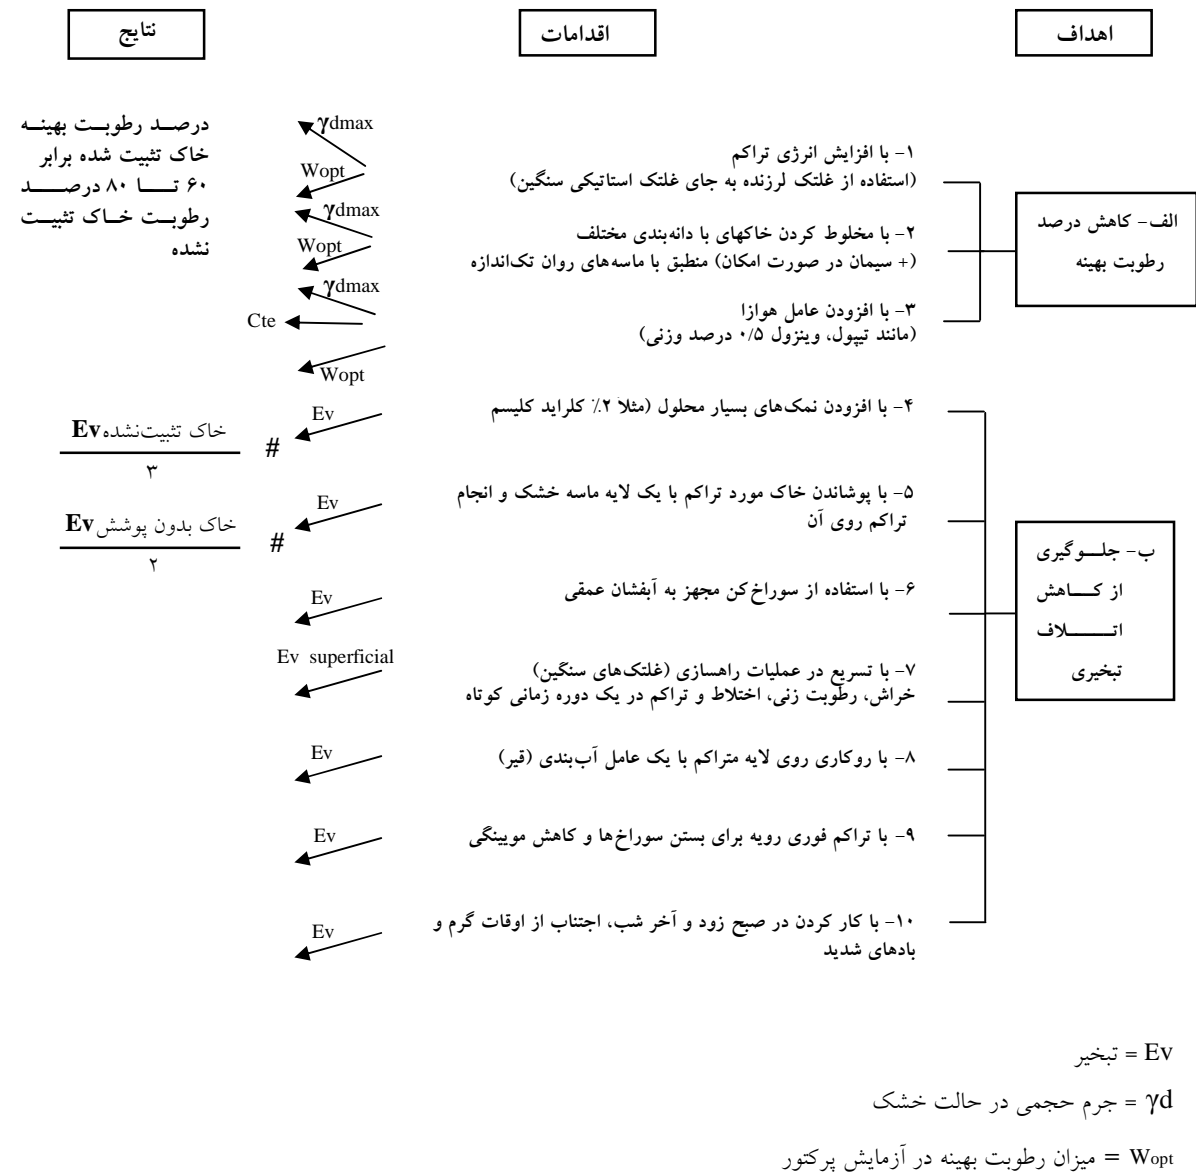 اهداف
اقدامات
نتایج
الف- کاهش درصد
رطوبت بهینه
۱- با افزایش انرژی تراکم
(استفاده از غلتک لرزنده به جای غلتک استاتیکی سنگین)
γdmax
Wopt
درصد رطوبت بهینه
خاک تثبیت شده برابر
۶۰ تا ۸۰ درصد
رطوبت خاک تثبیت
نشده
۲- با مخلوط کردن خاکهای با دانه‌بندی مختلف
(+ سیمان در صورت امکان) منطبق با ماسه‌های روان تک‌اندازه
γdmax
Wopt
۳- با افزودن عامل هوازا
(مانند تیپول، وینزول ۰/۵ درصد وزنی)
γdmax
Cte
Wopt
ب- جلوگیری
از کاهش
اتلاف
تبخیری
۴- با افزودن نمک‌های بسیار محلول (مثلاً ۲٪ کلراید کلیسم
Ev
#
خاک تثبیت‌نشده Ev
۳
۵- با پوشاندن خاک مورد تراکم با یک لایه ماسه خشک و انجام
تراکم روی آن
Ev
#
خاک بدون پوشش Ev
۲
۶- با استفاده از سوراخ‌کن مجهز به آبفشان عمقی
Ev
۷- با تسریع در عملیات راهسازی (غلتک‌های سنگین)
خراش، رطوبت زنی، اختلاط و تراکم در یک دوره زمانی کوتاه
Ev superficial
۸- با روکاری روی لایه متراکم با یک عامل آب‌بندی (قیر)
Ev
۹- با تراکم فوری رویه برای بستن سوراخ‌ها و کاهش مویینگی
Ev
۱۰- با کار کردن در صبح زود و آخر شب، اجتناب از اوقات گرم و
بادهای شدید
Ev
Ev = تبخیر
γd = جرم حجمی در حالت خشک
Wopt = میزان رطوبت بهینه در آزمایش پرکتور